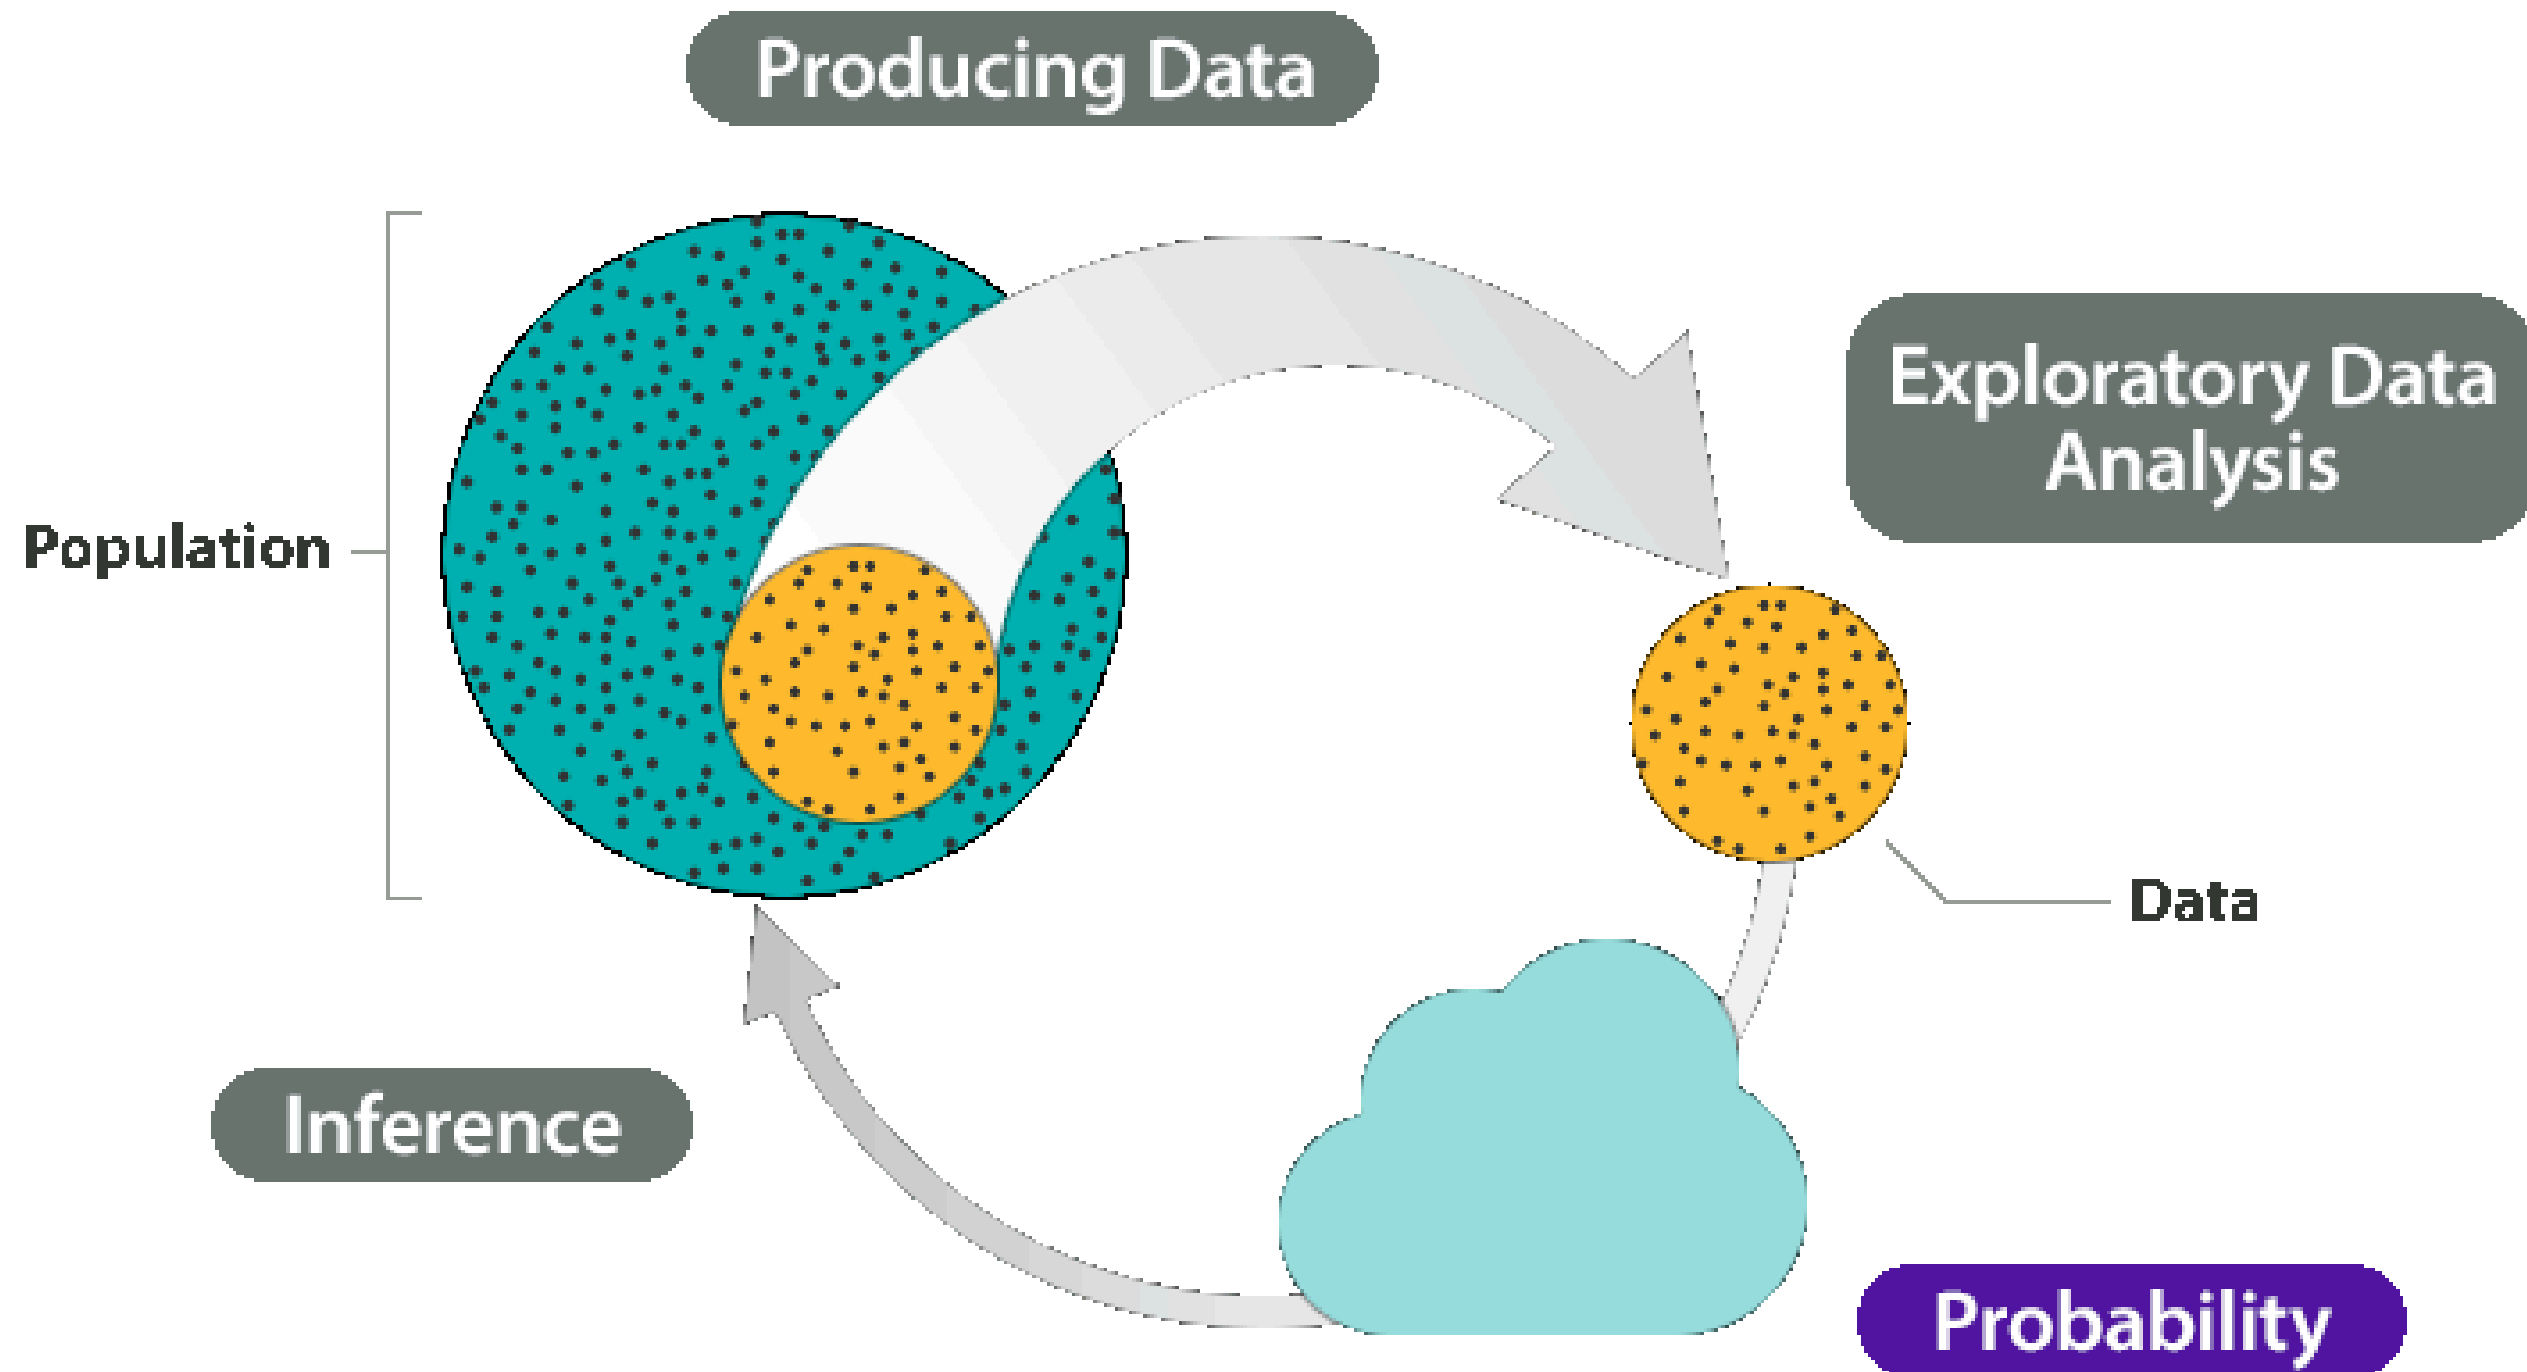 Producing Data
Exploratory Data
Analysis
Population
Data
Inference
Probability